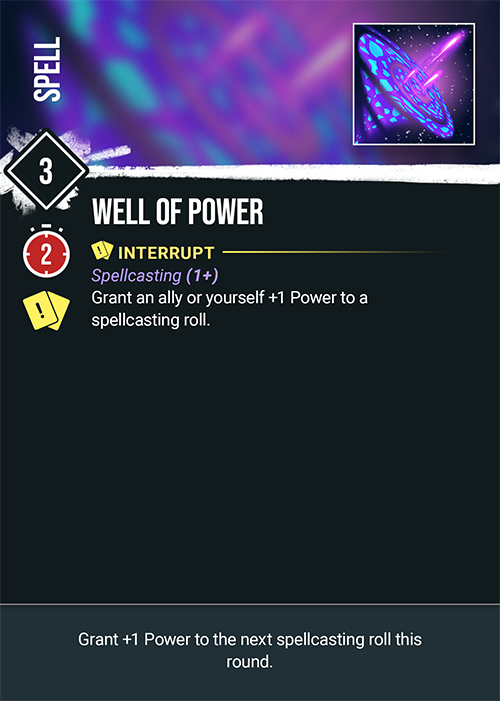 SPELL
3
WELL OF POWER
2
! INTERRUPT
Spellcasting (1+)
!
Grant an ally or yourself +1 Power to a
spellcasting roll.
Grant +1 Power to the next spellcasting roll this
round.